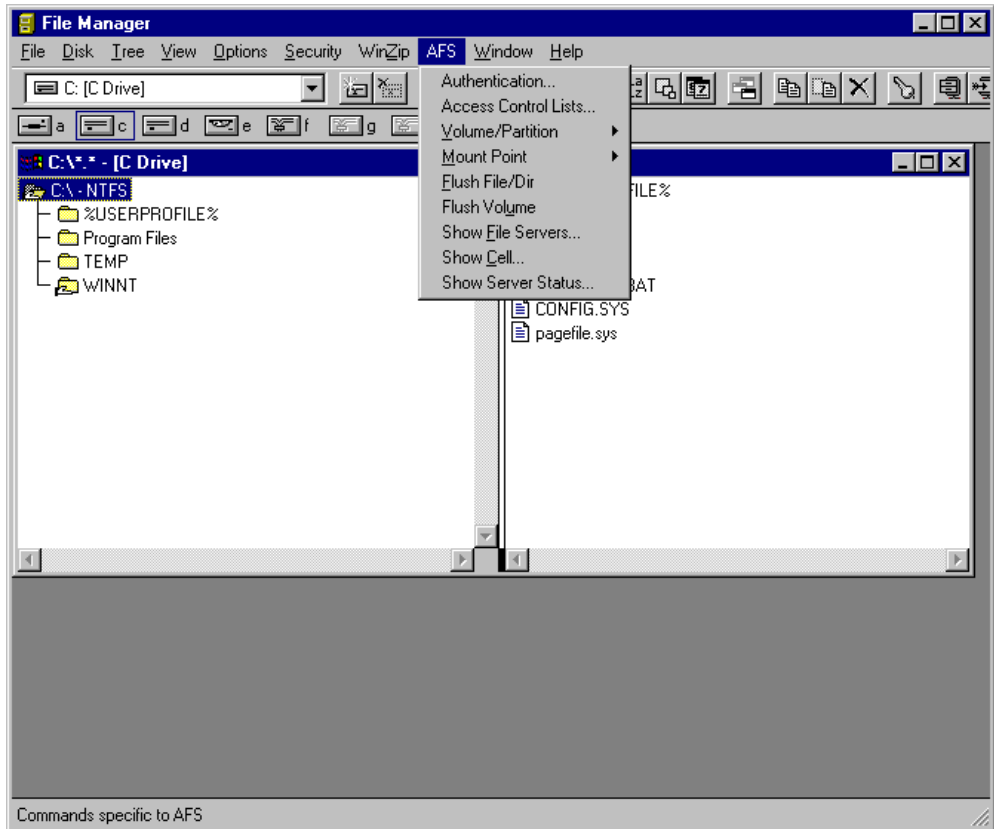 File Manager
File Disk Tree View Options Security WinZip AFS Window Help
C: [C Drive]
a c d e f g
Authentication...
Access Control Lists...
Volume/Partition
Mount Point
Flush File/Dir
Flush Volume
Show File Servers...
Show Cell...
Show Server Status...
C:\*.* - [C Drive]
C:\ - NTFS
%USERPROFILE%
Program Files
TEMP
WINNT
FILE%
BAT
CONFIG.SYS
pagefile.sys
Commands specific to AFS